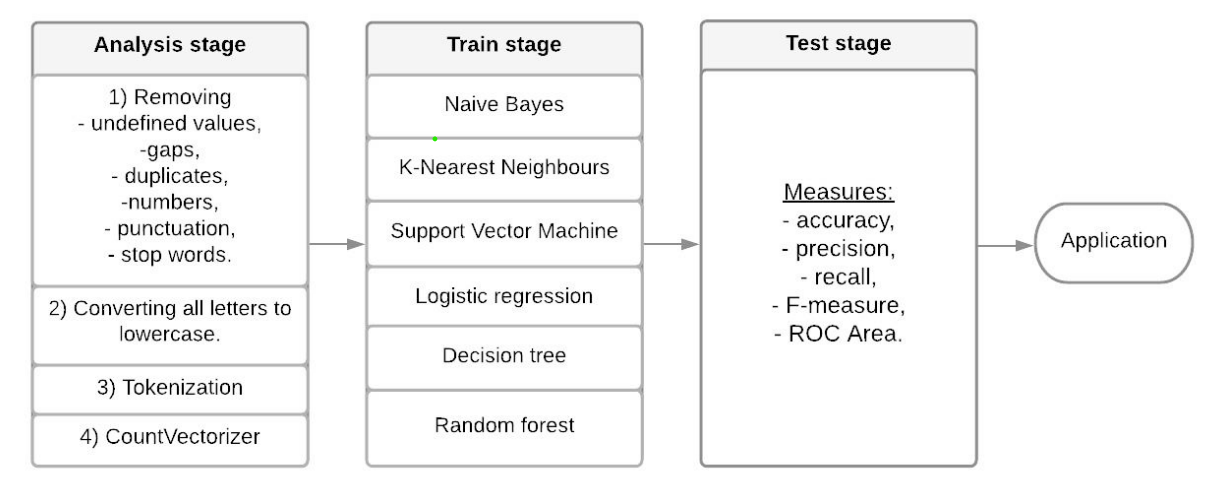 Analysis stage
1) Removing
- undefined values,
-gaps,
- duplicates,
-numbers,
- punctuation,
- stop words.
2) Converting all letters to
lowercase.
3) Tokenization
4) CountVectorizer
Train stage
Naive Bayes
K-Nearest Neighbours
Support Vector Machine
Logistic regression
Decision tree
Random forest
Test stage
Measures:
- accuracy,
- precision,
- recall,
- F-measure,
- ROC Area.
Application